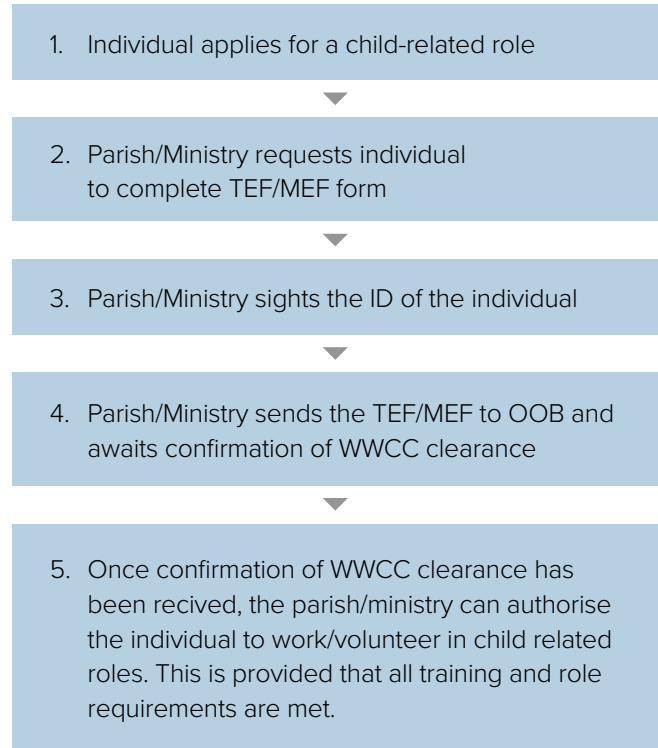 1. Individual applies for a child-related role
2. Parish/Ministry requests individual
to complete TEF/MEF form
3. Parish/Ministry sights the ID of the individual
4. Parish/Ministry sends the TEF/MEF to OOB and
awaits confirmation of WWCC clearance
5. Once confirmation of WWCC clearance has
been recived, the parish/ministry can authorise
the individual to work/volunteer in child related
roles. This is provided that all training and role
requirements are met.